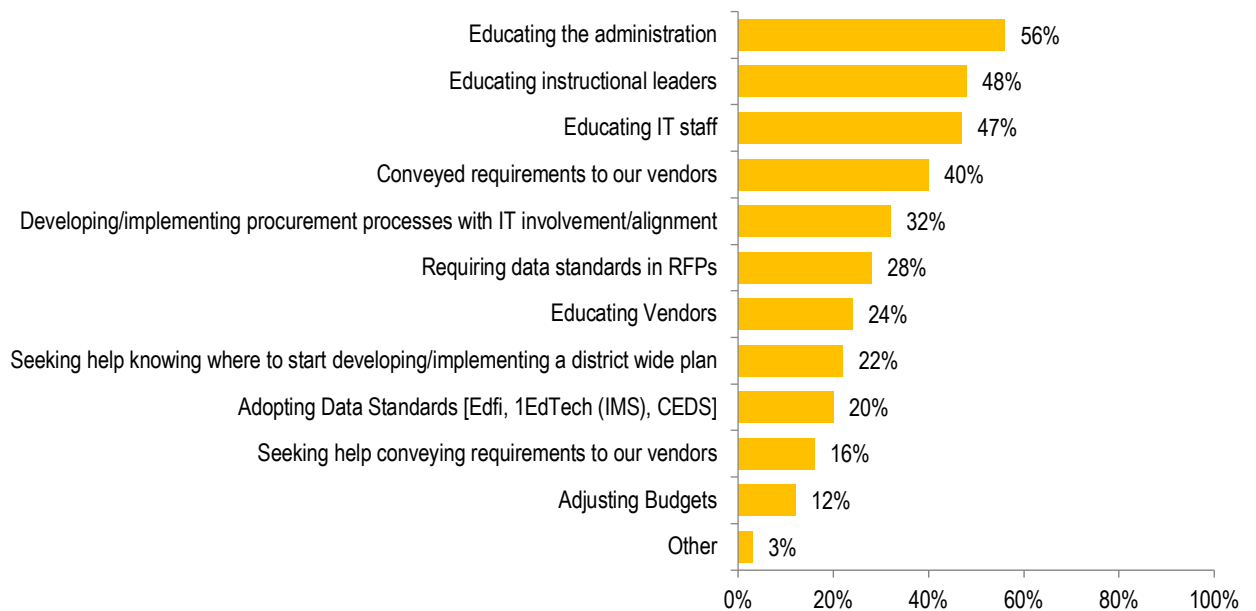 Educating the administration 56%
Educating instructional leaders 48%
Educating IT staff 47%
Conveyed requirements to our vendors 40%
Developing/implementing procurement processes with IT involvement/alignment 32%
Requiring data standards in RFPs 28%
Educating Vendors 24%
Seeking help knowing where to start developing/implementing a district wide plan 22%
Adopting Data Standards [Edfi, 1EdTech (IMS), CEDS] 20%
Seeking help conveying requirements to our vendors 16%
Adjusting Budgets 12%
Other 3%
0% 20% 40% 60% 80% 100%